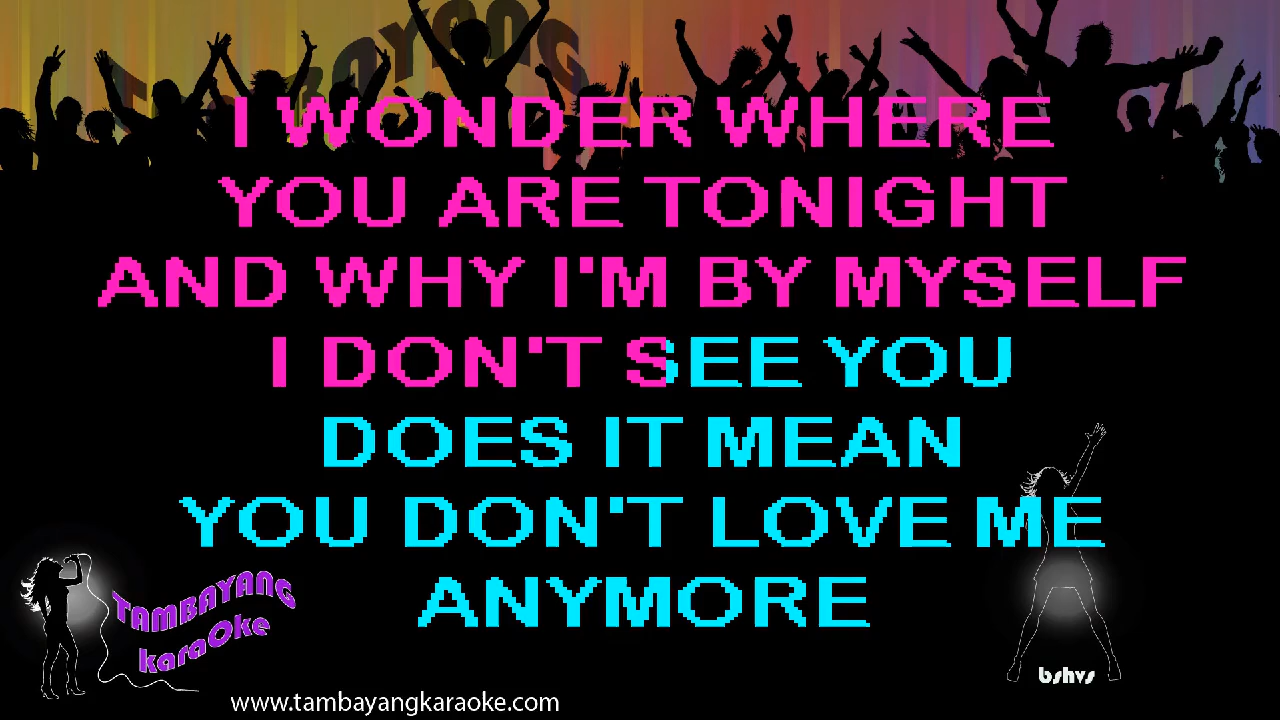 TAMBAYANG
I WONDER WHERE
YOU ARE TONIGHT
AND WHY I'M BY MYSELF
I DON'T SEE YOU
DOES IT MEAN
YOU DON'T LOVE ME
ANYMORE
TAMBAYANG
karaOke
bshvs
www.tambayangkaraoke.com